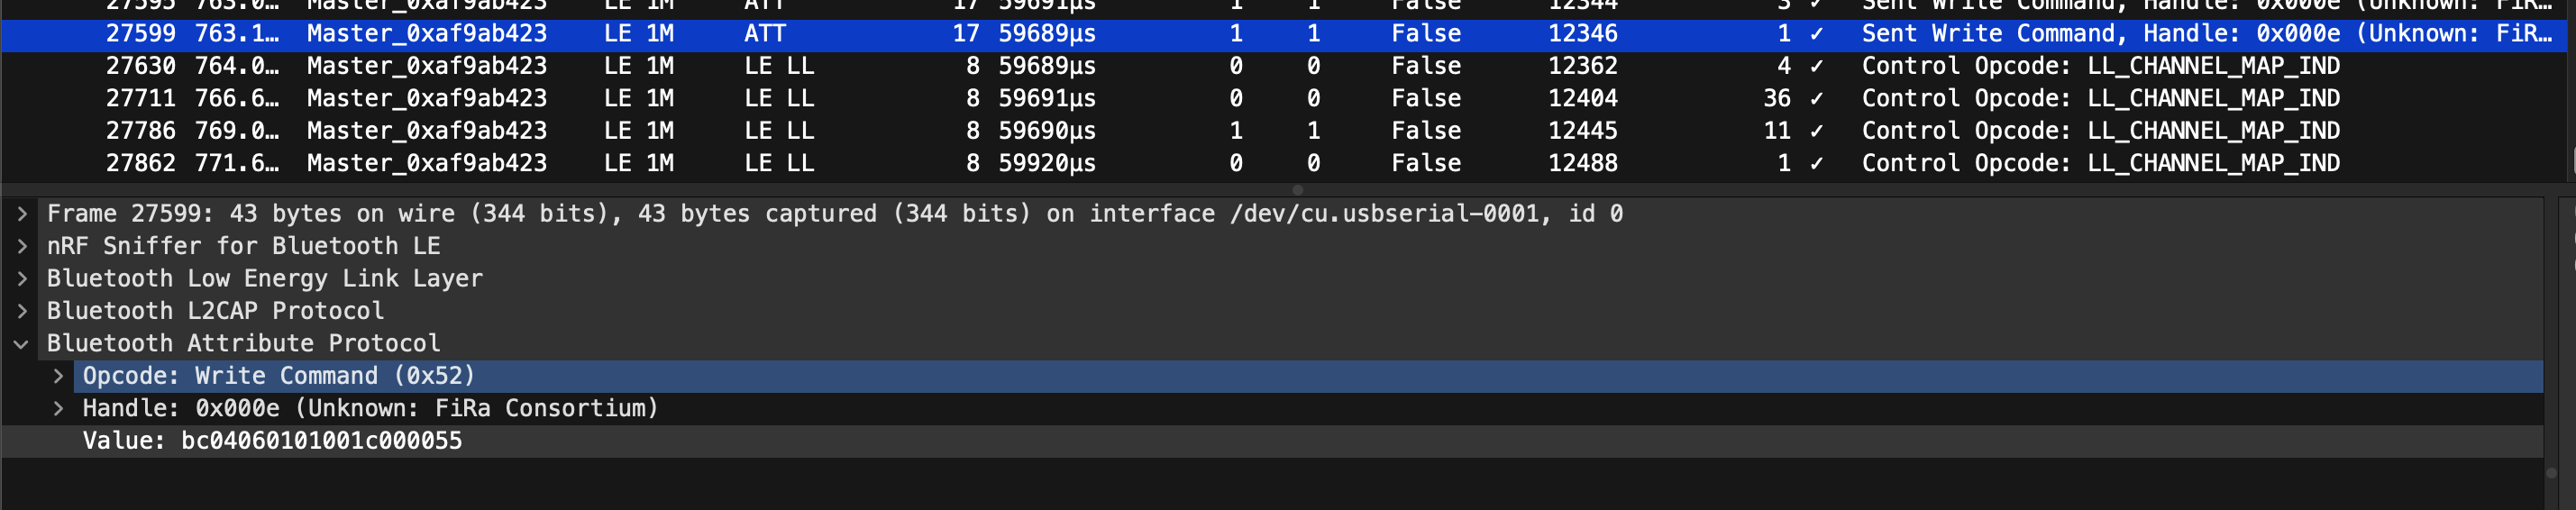 27595 763.0… Master_0xaf9ab423 LE 1M ATT 17 59691µs 1 1 False 12344 3 ✓ Sent Write Command, Handle: 0x000e (Unknown: FiR…
27599 763.1… Master_0xaf9ab423 LE 1M ATT 17 59689µs 1 1 False 12346 1 ✓ Sent Write Command, Handle: 0x000e (Unknown: FiR…
27630 764.0… Master_0xaf9ab423 LE 1M LE LL 8 59689µs 0 0 False 12362 4 ✓ Control Opcode: LL_CHANNEL_MAP_IND
27711 766.6… Master_0xaf9ab423 LE 1M LE LL 8 59691µs 0 0 False 12404 36 ✓ Control Opcode: LL_CHANNEL_MAP_IND
27786 769.0… Master_0xaf9ab423 LE 1M LE LL 8 59690µs 1 1 False 12445 11 ✓ Control Opcode: LL_CHANNEL_MAP_IND
27862 771.6… Master_0xaf9ab423 LE 1M LE LL 8 59920µs 0 0 False 12488 1 ✓ Control Opcode: LL_CHANNEL_MAP_IND
Frame 27599: 43 bytes on wire (344 bits), 43 bytes captured (344 bits) on interface /dev/cu.usbserial-0001, id 0
nRF Sniffer for Bluetooth LE
Bluetooth Low Energy Link Layer
Bluetooth L2CAP Protocol
Bluetooth Attribute Protocol
Opcode: Write Command (0x52)
Handle: 0x000e (Unknown: FiRa Consortium)
Value: bc04060101001c000055